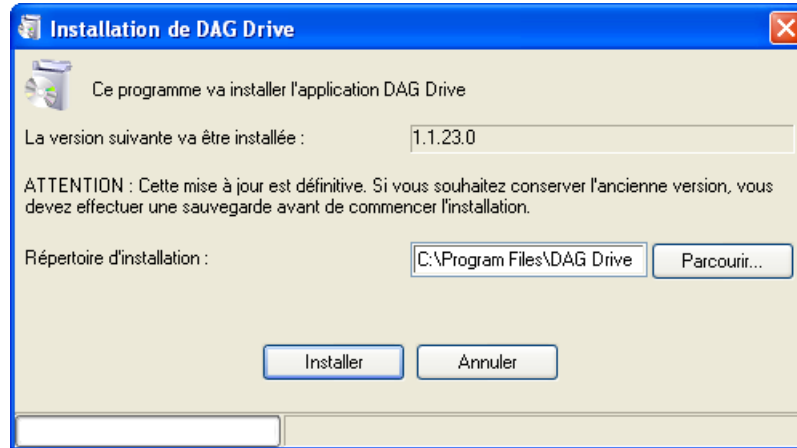 Installation de DAG Drive
Ce programme va installer l'application DAG Drive
La version suivante va être installée : 1.1.23.0
ATTENTION : Cette mise à jour est définitive. Si vous souhaitez conserver l'ancienne version, vous
devez effectuer une sauvegarde avant de commencer l'installation.
Répertoire d'installation : C:\Program Files\DAG Drive Parcourir...
Installer Annuler